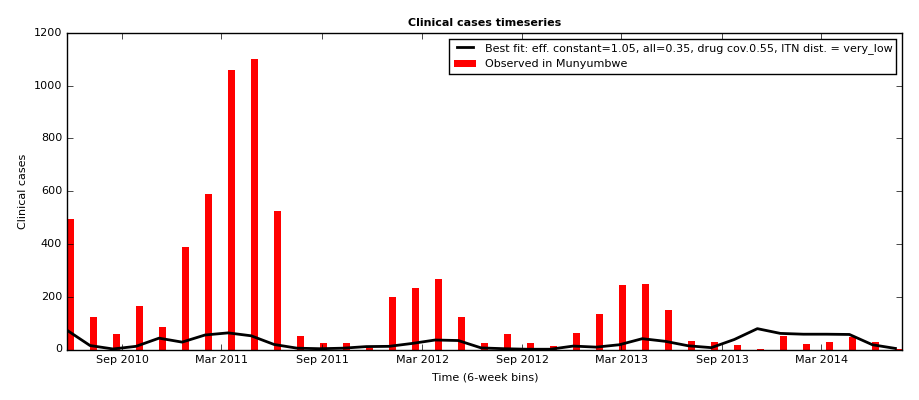 Clinical cases timeseries
Best fit: eff. constant=1.05, all=0.35, drug cov.0.55, ITN dist. = very_low
Observed in Munyumbwe
Clinical cases
1200
1000
800
600
400
200
0
Sep 2010
Mar 2011
Sep 2011
Mar 2012
Sep 2012
Mar 2013
Sep 2013
Mar 2014
Time (6-week bins)